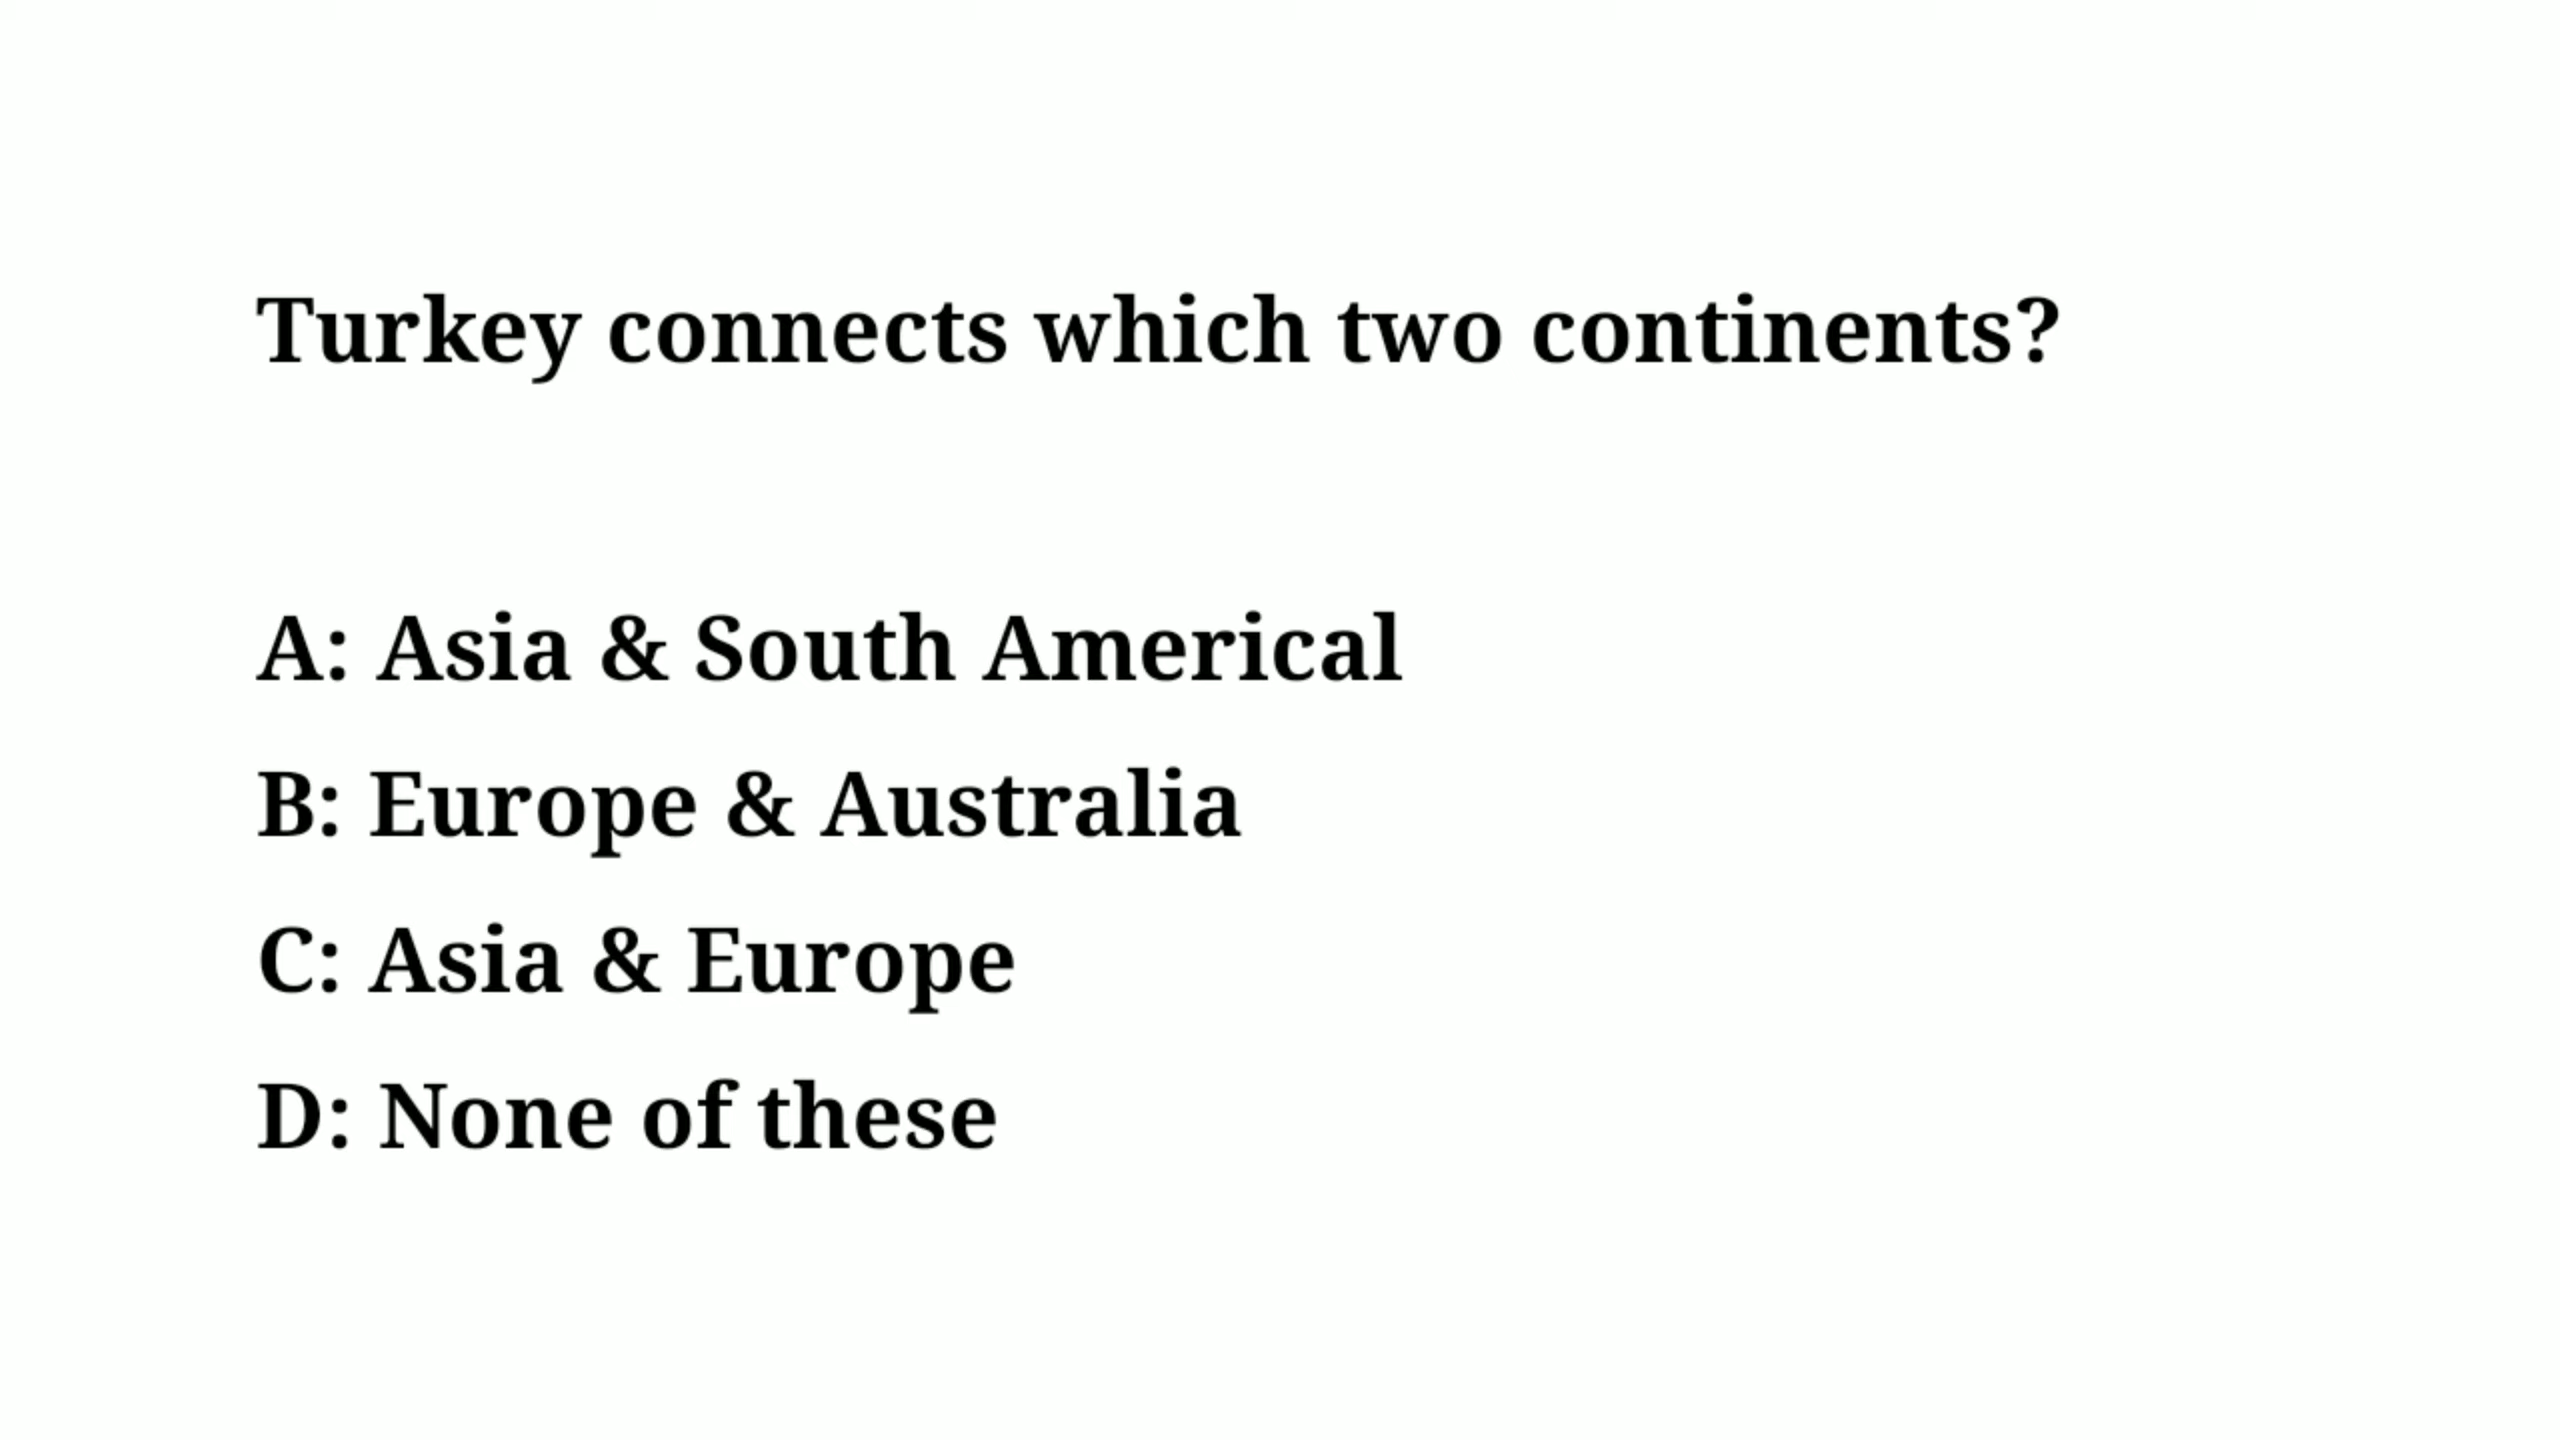 Turkey connects which two continents?
A: Asia & South Americal
B: Europe & Australia
C: Asia & Europe
D: None of these